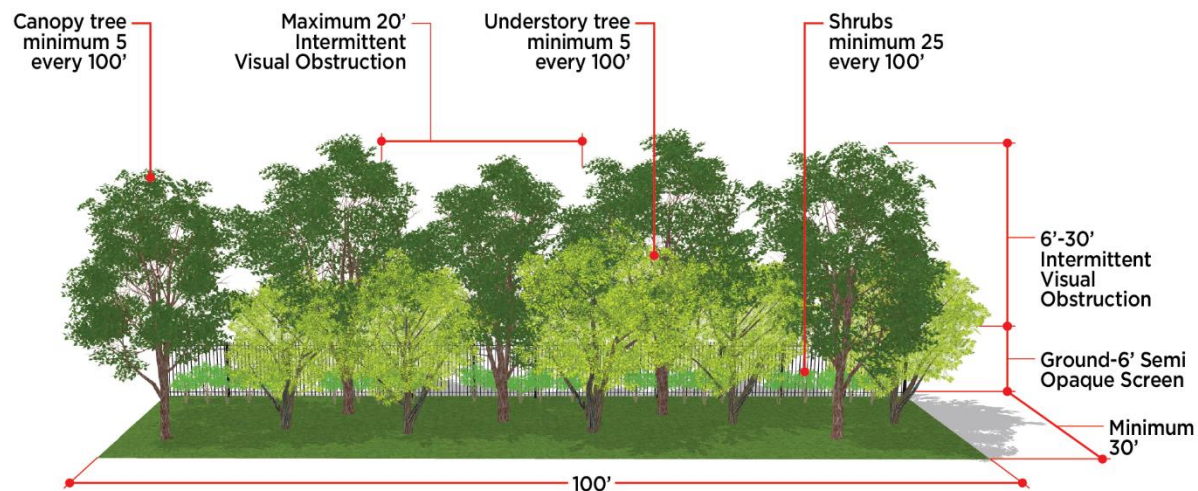 Canopy tree
minimum 5
every 100’
Maximum 20’
Intermittent
Visual Obstruction
Understory tree
minimum 5
every 100’
Shrubs
minimum 25
every 100’
6’-30’
Intermittent
Visual
Obstruction
Ground-6’ Semi
Opaque Screen
Minimum
30’
100’